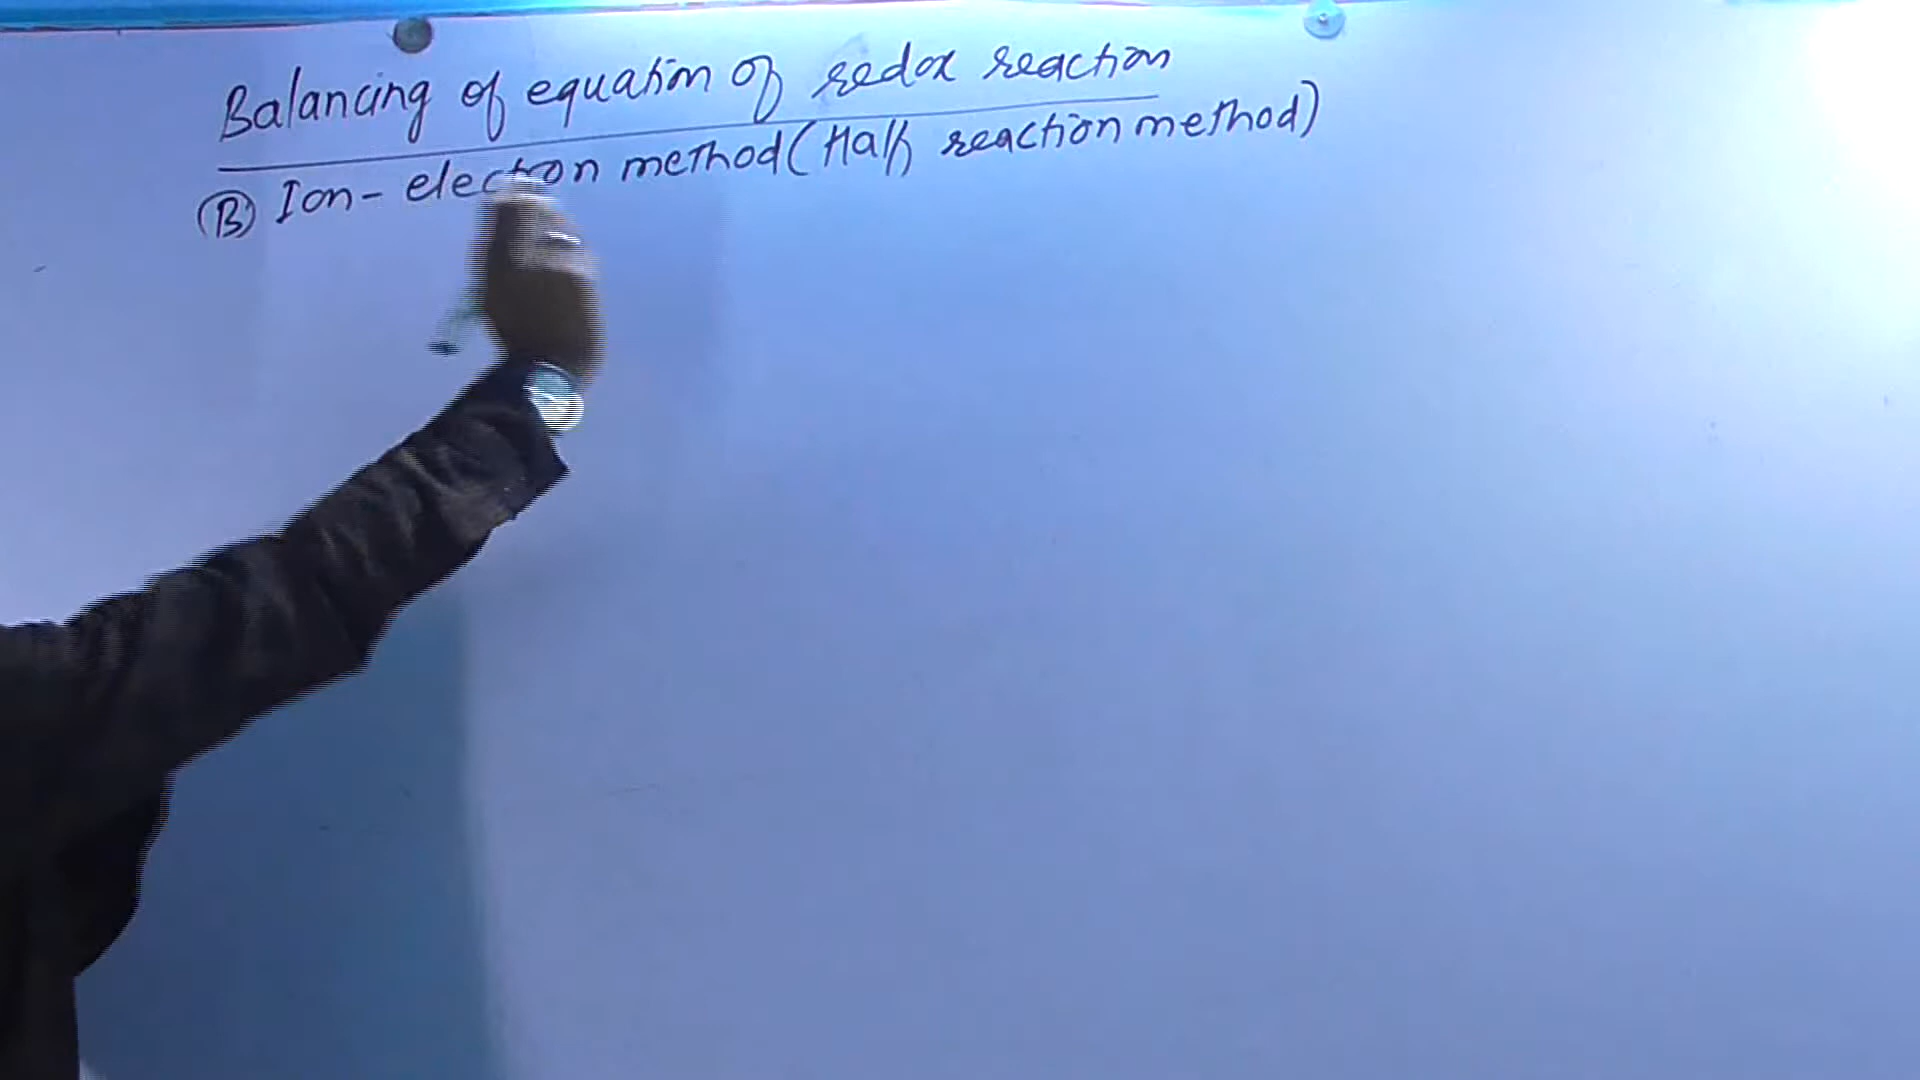 Balancing of equation of redox reaction
(B) Ion-electron method (Half reaction method)